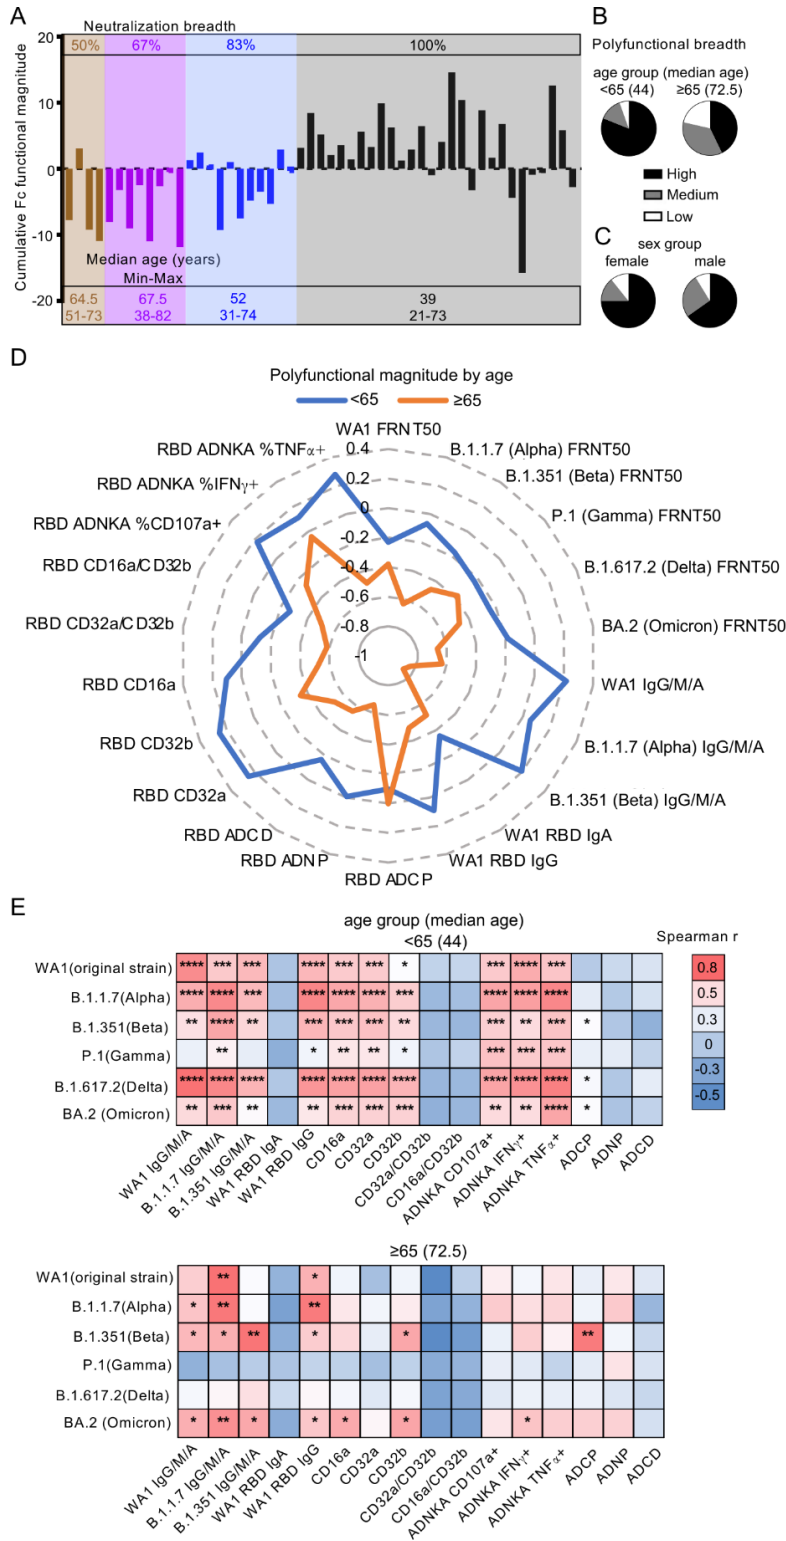 A
Neutralization breadth
50% 67% 83% 100%
Cumulative Fc functional magnitude
20
10
0
-10
-20
Median age (years)
Min-Max
64.5 67.5 52 39
51-73 38-82 31-74 21-73
B
Polyfunctional breadth
age group (median age)
<65 (44) ≥65 (72.5)
High
Medium
Low
C
sex group
female male
D
Polyfunctional magnitude by age
<65 ≥65
WA1 FRNT50
B.1.1.7 (Alpha) FRNT50
B.1.351 (Beta) FRNT50
P.1 (Gamma) FRNT50
B.1.617.2 (Delta) FRNT50
BA.2 (Omicron) FRNT50
WA1 IgG/M/A
B.1.1.7 (Alpha) IgG/M/A
B.1.351 (Beta) IgG/M/A
WA1 RBD IgA
WA1 RBD IgG
RBD ADCP
RBD ADNP
RBD ADCD
RBD CD32a
RBD CD32b
RBD CD16a
RBD CD32a/CD32b
RBD CD16a/CD32b
RBD ADNKA %CD107a+
RBD ADNKA %IFNγ+
RBD ADNKA %TNFα+
0.4
0.2
0
-0.2
-0.4
-0.6
-0.8
-1
E
age group (median age)
<65 (44)
Spearman r
0.8
0.5
0.3
0
-0.3
-0.5
WA1(original strain) **** *** *** **** *** *** * *** **** ***
B.1.1.7(Alpha) **** **** *** **** **** **** *** **** **** ****
B.1.351(Beta) ** **** ** *** *** *** ** *** ** *** *
P.1(Gamma) ** * ** ** * *** *** ***
B.1.617.2(Delta) **** **** **** **** **** **** **** **** **** **** *
BA.2 (Omicron) ** *** ** ** *** *** *** ** ** **** *
WA1 IgG/M/A
B.1.1.7 IgG/M/A
B.1.351 IgG/M/A
WA1 RBD IgA
WA1 RBD IgG
CD16a
CD32a
CD32b
CD32a/CD32b
CD16a/CD32b
ADNKA CD107a+
ADNKA IFNγ+
ADNKA TNFα+
ADCP
ADNP
ADCD
≥65 (72.5)
WA1(original strain) ** *
B.1.1.7(Alpha) * ** **
B.1.351(Beta) * * ** * * **
P.1(Gamma)
B.1.617.2(Delta)
BA.2 (Omicron) * ** * * * * *
WA1 IgG/M/A
B.1.1.7 IgG/M/A
B.1.351 IgG/M/A
WA1 RBD IgA
WA1 RBD IgG
CD16a
CD32a
CD32b
CD32a/CD32b
CD16a/CD32b
ADNKA CD107a+
ADNKA IFNγ+
ADNKA TNFα+
ADCP
ADNP
ADCD